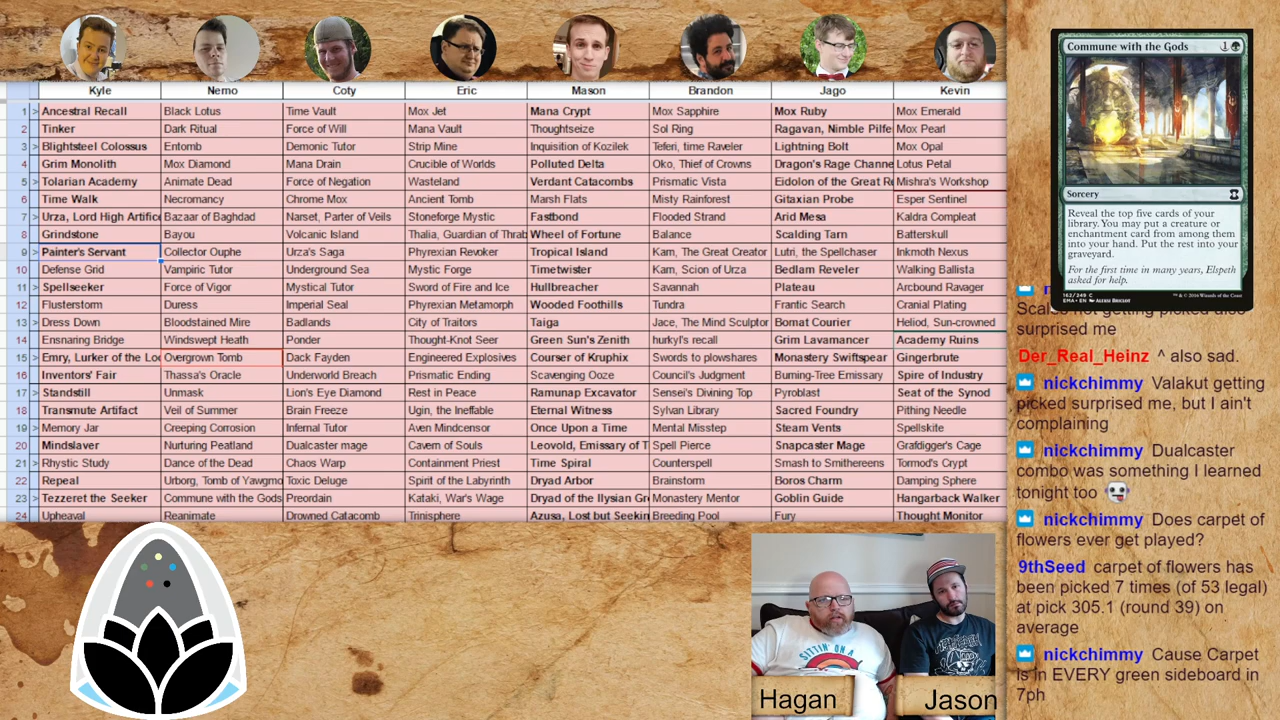 Kyle Nemo Coty Eric Mason Brandon Jago Kevin
1 > Ancestral Recall Black Lotus Time Vault Mox Jet Mana Crypt Mox Sapphire Mox Ruby Mox Emerald
2 Tinker Dark Ritual Force of Will Mana Vault Thoughtseize Sol Ring Ragavan, Nimble Pilfe Mox Pearl
3 > Blightsteel Colossus Entomb Demonic Tutor Strip Mine Inquisition of Kozilek Teferi, time Raveler Lightning Bolt Mox Opal
4 Grim Monolith Mox Diamond Mana Drain Crucible of Worlds Polluted Delta Oko, Thief of Crowns Dragon's Rage Channe Lotus Petal
5 > Tolarian Academy Animate Dead Force of Negation Wasteland Verdant Catacombs Prismatic Vista Eidolon of the Great Re Mishra's Workshop
6 Time Walk Necromancy Chrome Mox Ancient Tomb Marsh Flats Misty Rainforest Gitaxian Probe Esper Sentinel
7 > Urza, Lord High Artifice Bazaar of Baghdad Narset, Parter of Veils Stoneforge Mystic Fastbond Flooded Strand Arid Mesa Kaldra Compleat
8 Grindstone Bayou Volcanic Island Thalia, Guardian of Thrab Wheel of Fortune Balance Scalding Tarn Batterskull
9 > Painter's Servant Collector Ouphe Urza's Saga Phyrexian Revoker Tropical Island Karn, The Great Creator Lutri, the Spellchaser Inkmoth Nexus
10 Defense Grid Vampiric Tutor Underground Sea Mystic Forge Timetwister Karn, Scion of Urza Bedlam Reveler Walking Ballista
11 > Spellseeker Force of Vigor Mystical Tutor Sword of Fire and Ice Hullbreacher Savannah Plateau Arcbound Ravager
12 Flusterstorm Duress Imperial Seal Phyrexian Metamorph Wooded Foothills Tundra Frantic Search Cranial Plating
13 > Dress Down Bloodstained Mire Badlands City of Traitors Taiga Jace, The Mind Sculptor Bomat Courier Heliod, Sun-crowned
14 Ensnaring Bridge Windswept Heath Ponder Thought-Knot Seer Green Sun's Zenith hurkyl's recall Grim Lavamancer Academy Ruins
15 > Emry, Lurker of the Loc Overgrown Tomb Dack Fayden Engineered Explosives Courser of Kruphix Swords to plowshares Monastery Swiftspear Gingerbrute
16 Inventors' Fair Thassa's Oracle Underworld Breach Prismatic Ending Scavenging Ooze Council's Judgment Burning-Tree Emissary Spire of Industry
17 > Standstill Unmask Lion's Eye Diamond Rest in Peace Ramunap Excavator Sensei's Divining Top Pyroblast Seat of the Synod
18 Transmute Artifact Veil of Summer Brain Freeze Ugin, the Ineffable Eternal Witness Sylvan Library Sacred Foundry Pithing Needle
19 > Memory Jar Creeping Corrosion Infernal Tutor Aven Mindcensor Once Upon a Time Mental Misstep Steam Vents Spellskite
20 Mindslaver Nurturing Peatland Dualcaster mage Cavern of Souls Leovold, Emissary of T Spell Pierce Snapcaster Mage Grafdigger's Cage
21 > Rhystic Study Dance of the Dead Chaos Warp Containment Priest Time Spiral Counterspell Smash to Smithereens Tormod's Crypt
22 Repeal Urborg, Tomb of Yawgmo Toxic Deluge Spirit of the Labyrinth Dryad Arbor Brainstorm Boros Charm Damping Sphere
23 > Tezzeret the Seeker Commune with the Gods Preordain Kataki, War's Wage Dryad of the Ilysian Gr Monastery Mentor Goblin Guide Hangarback Walker
24 Upheaval Reanimate Drowned Catacomb Trinisphere Azusa, Lost but Seekin Breeding Pool Fury Thought Monitor
Commune with the Gods 1
Sorcery
Reveal the top five cards of your
library. You may put a creature or
enchantment card from among them
into your hand. Put the rest into your
graveyard.
For the first time in many years, Elspeth
asked for help.
162/249 C
EMA • EN
surprised me
Der_Real_Heinz ^ also sad.
nickchimmy Valakut getting
picked surprised me, but I ain't
complaining
nickchimmy Dualcaster
combo was something I learned
tonight too
nickchimmy Does carpet of
flowers ever get played?
9thSeed carpet of flowers has
been picked 7 times (of 53 legal)
at pick 305.1 (round 39) on
average
nickchimmy Cause Carpet
is in EVERY green sideboard in
7ph
SITTIN' ON A
Hagan
Jason